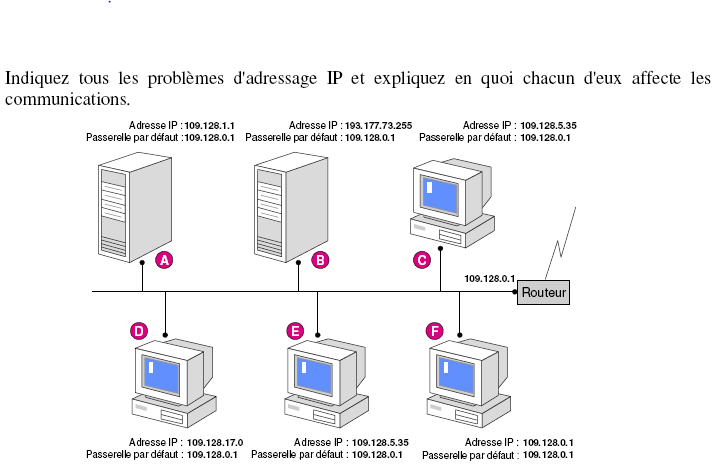 Indiquez tous les problèmes d'adressage IP et expliquez en quoi chacun d'eux affecte les
communications.
Adresse IP : 109.128.1.1
Passerelle par défaut :109.128.0.1
Adresse IP : 193.177.73.255
Passerelle par défaut : 109.128.0.1
Adresse IP : 109.128.5.35
Passerelle par défaut : 109.128.0.1
A
B
C
109.128.0.1
Routeur
D
E
F
Adresse IP : 109.128.17.0
Passerelle par défaut : 109.128.0.1
Adresse IP : 109.128.5.35
Passerelle par défaut : 109.128.0.1
Adresse IP : 109.128.0.1
Passerelle par défaut : 109.128.0.1